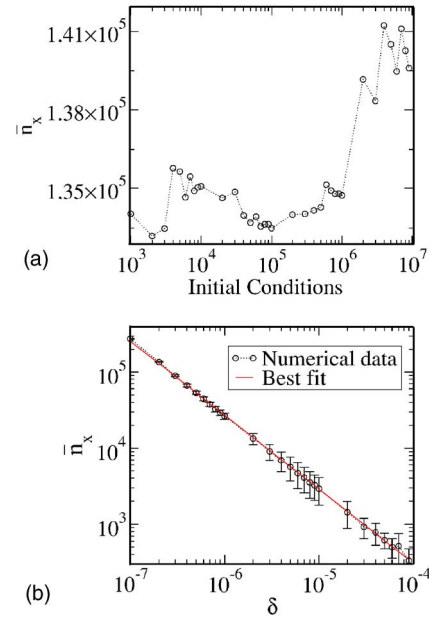 1.41×10⁵
1.38×10⁵
1.35×10⁵
n̄ₓ
10³ 10⁴ 10⁵ 10⁶ 10⁷
Initial Conditions
(a)
Numerical data
Best fit
10⁵
10⁴
10³
n̄ₓ
10⁻⁷ 10⁻⁶ 10⁻⁵ 10⁻⁴
δ
(b)